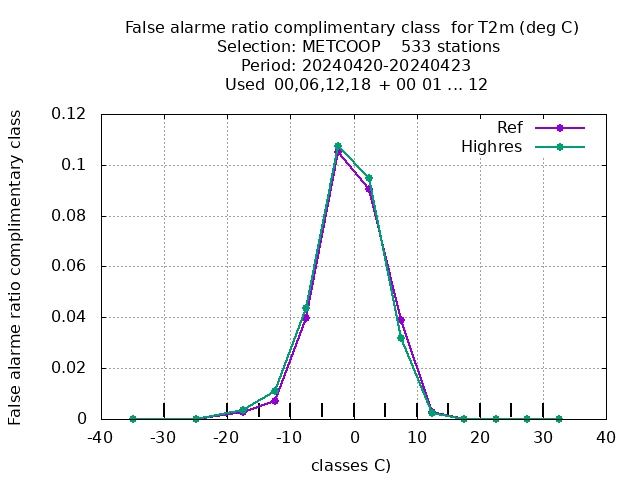 False alarme ratio complimentary class  for T2m (deg C)
Selection: METCOOP    533 stations
Period: 20240420-20240423
Used  00,06,12,18 + 00 01 ... 12
False alarme ratio complimentary class
0.12
0.1
0.08
0.06
0.04
0.02
0
Ref
Highres
-40 -30 -20 -10 0 10 20 30 40
classes C)